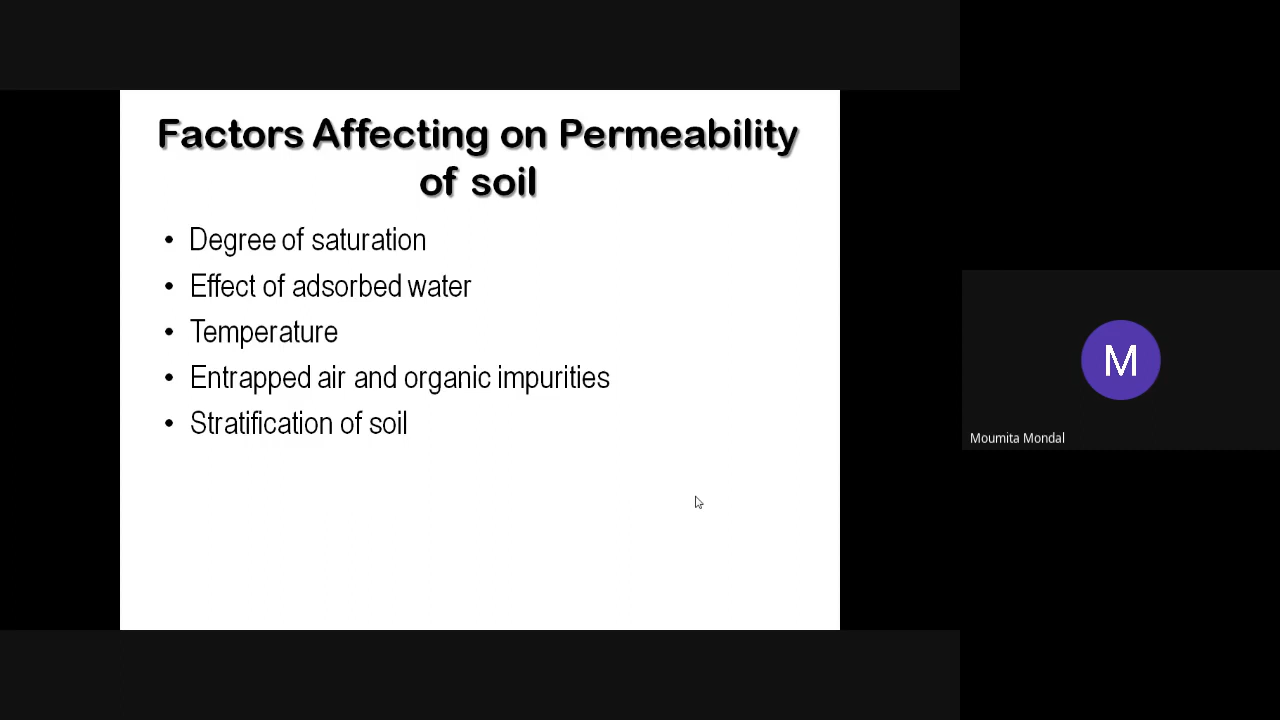 Factors Affecting on Permeability
of soil
• Degree of saturation
• Effect of adsorbed water
• Temperature
• Entrapped air and organic impurities
• Stratification of soil
M
Moumita Mondal